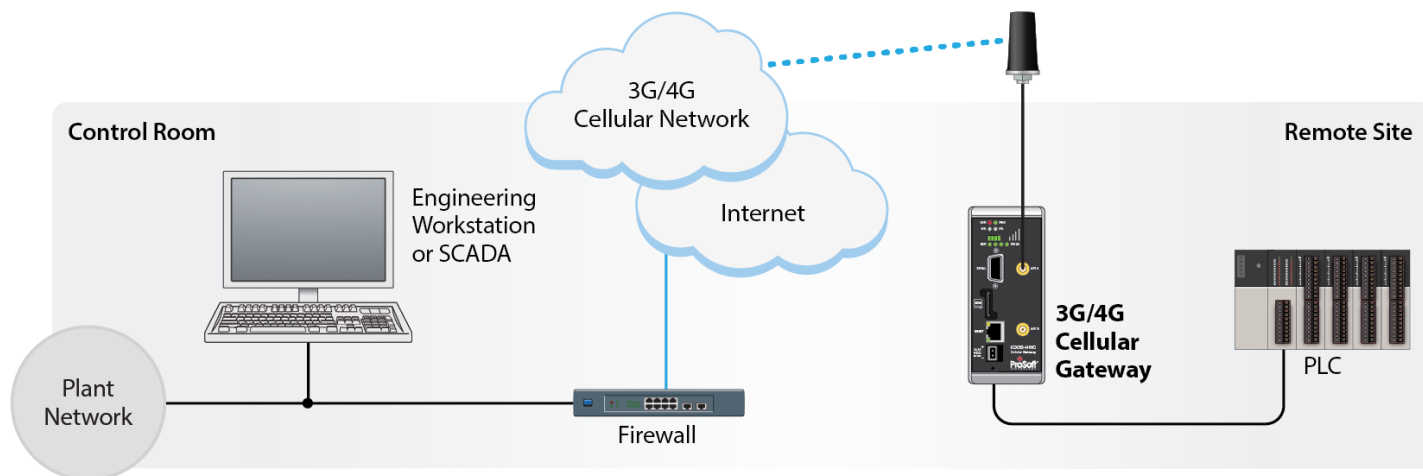 3G/4G
Cellular Network
Control Room
Remote Site
Engineering
Workstation
or SCADA
Internet
3G/4G
Cellular
Gateway
ProSoft
PLC
Plant
Network
Firewall